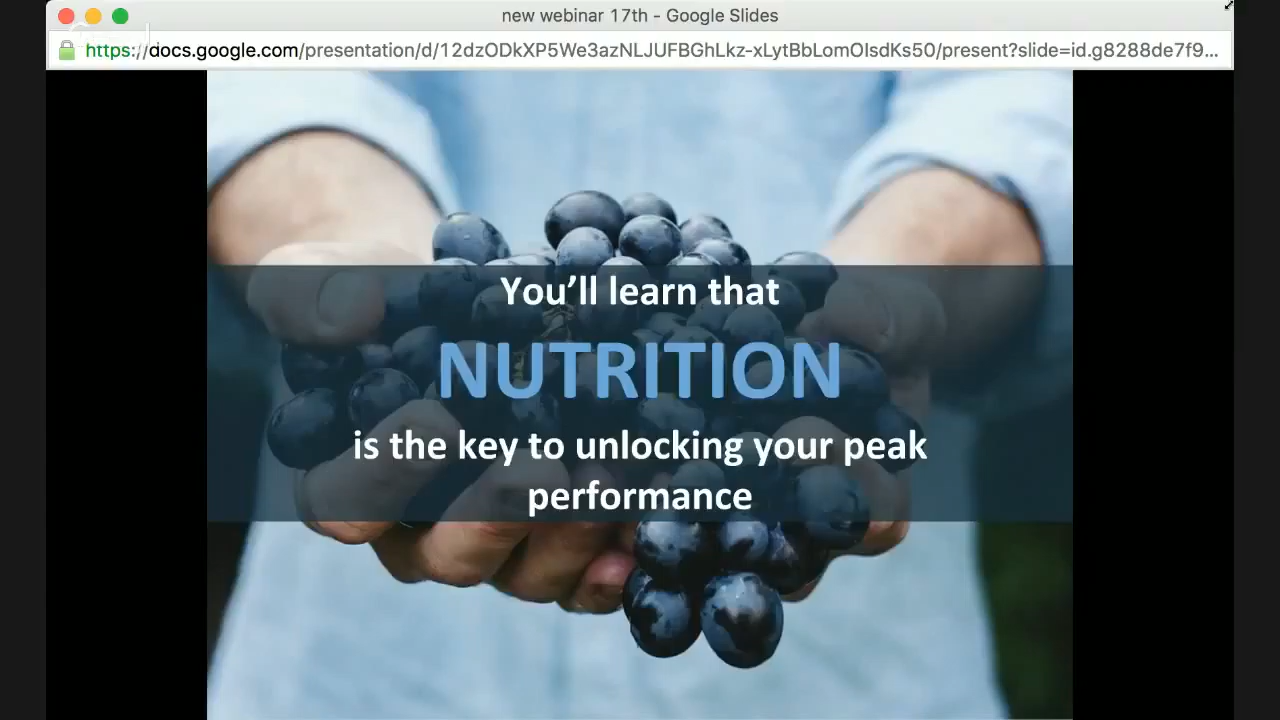 new webinar 17th - Google Slides
https://docs.google.com/presentation/d/12dzODkXP5We3azNLJUFBGhLkz-xLytBbLomOIsdKs50/present?slide=id.g8288de7f9...
You'll learn that
NUTRITION
is the key to unlocking your peak
performance